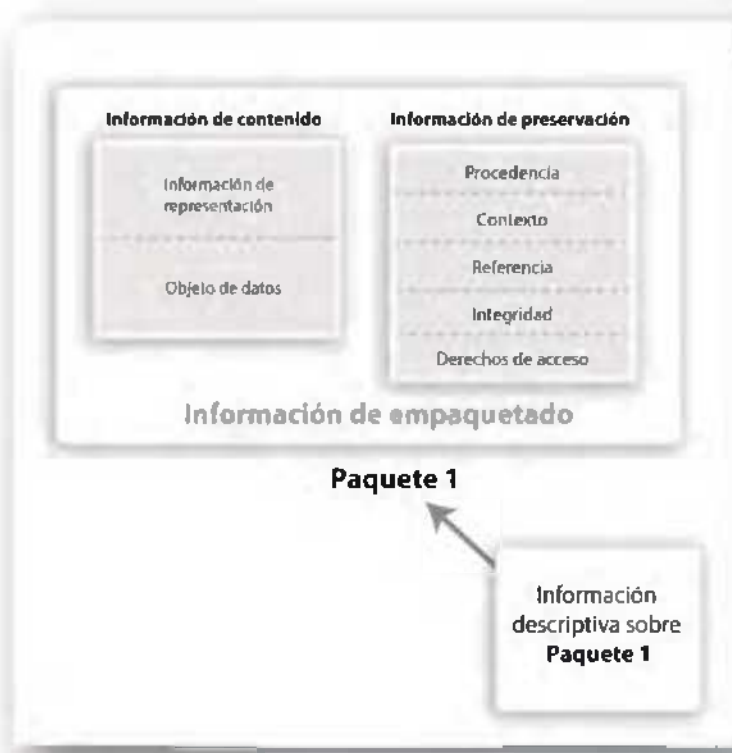 Información de contenido
Información de
representación
Objeto de datos
Información de preservación
Procedencia
Contexto
Referencia
Integridad
Derechos de acceso
Información de empaquetado
Paquete 1
Información
descriptiva sobre
Paquete 1